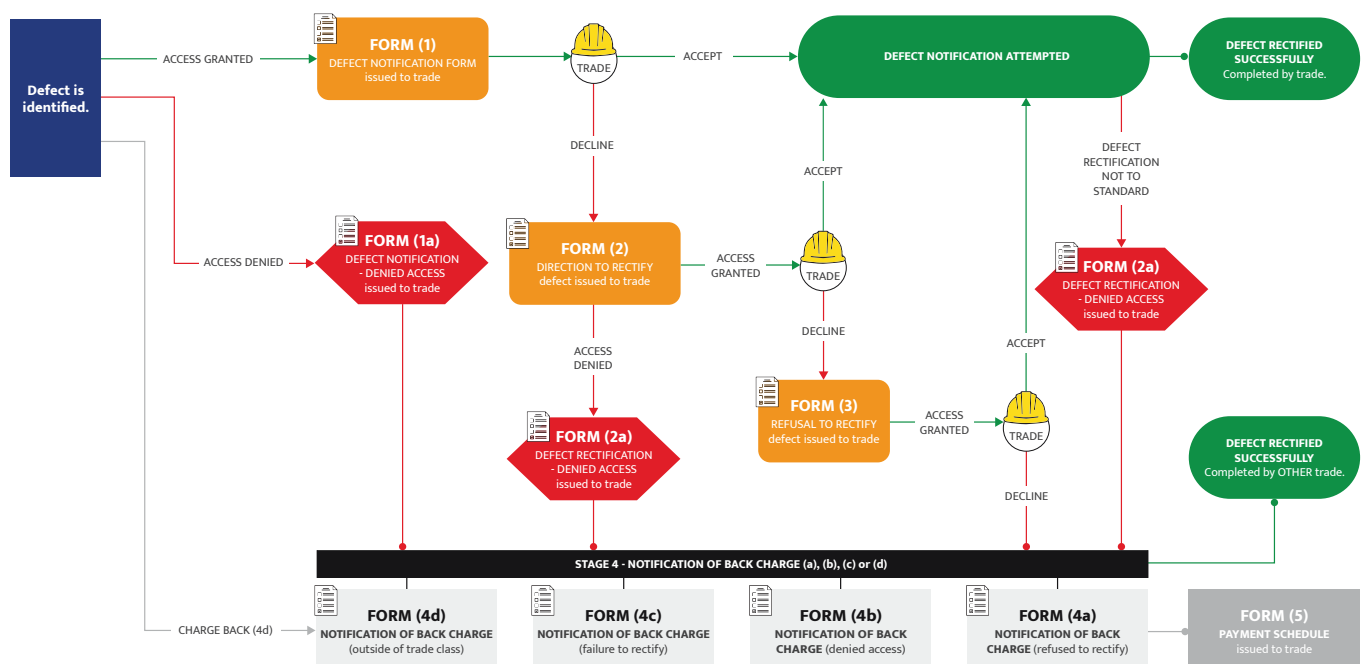 Defect is
identified.
ACCESS GRANTED
FORM (1)
DEFECT NOTIFICATION FORM
issued to trade
TRADE
ACCEPT
DEFECT NOTIFICATION ATTEMPTED
DEFECT RECTIFIED
SUCCESSFULLY
Completed by trade.
DECLINE
ACCEPT
DEFECT
RECTIFICATION
NOT TO
STANDARD
ACCESS DENIED
FORM (1a)
DEFECT NOTIFICATION
- DENIED ACCESS
issued to trade
FORM (2)
DIRECTION TO RECTIFY
defect issued to trade
ACCESS
GRANTED
TRADE
FORM (2a)
DEFECT RECTIFICATION
- DENIED ACCESS
issued to trade
DECLINE
ACCEPT
ACCESS
DENIED
FORM (3)
REFUSAL TO RECTIFY
defect issued to trade
ACCESS
GRANTED
TRADE
FORM (2a)
DEFECT RECTIFICATION
- DENIED ACCESS
issued to trade
DEFECT RECTIFIED
SUCCESSFULLY
Completed by OTHER trade.
DECLINE
STAGE 4 - NOTIFICATION OF BACK CHARGE (a), (b), (c) or (d)
CHARGE BACK (4d)
FORM (4d)
NOTIFICATION OF BACK CHARGE
(outside of trade class)
FORM (4c)
NOTIFICATION OF BACK CHARGE
(failure to rectify)
FORM (4b)
NOTIFICATION OF BACK
CHARGE (denied access)
FORM (4a)
NOTIFICATION OF BACK
CHARGE (refused to rectify)
FORM (5)
PAYMENT SCHEDULE
issued to trade